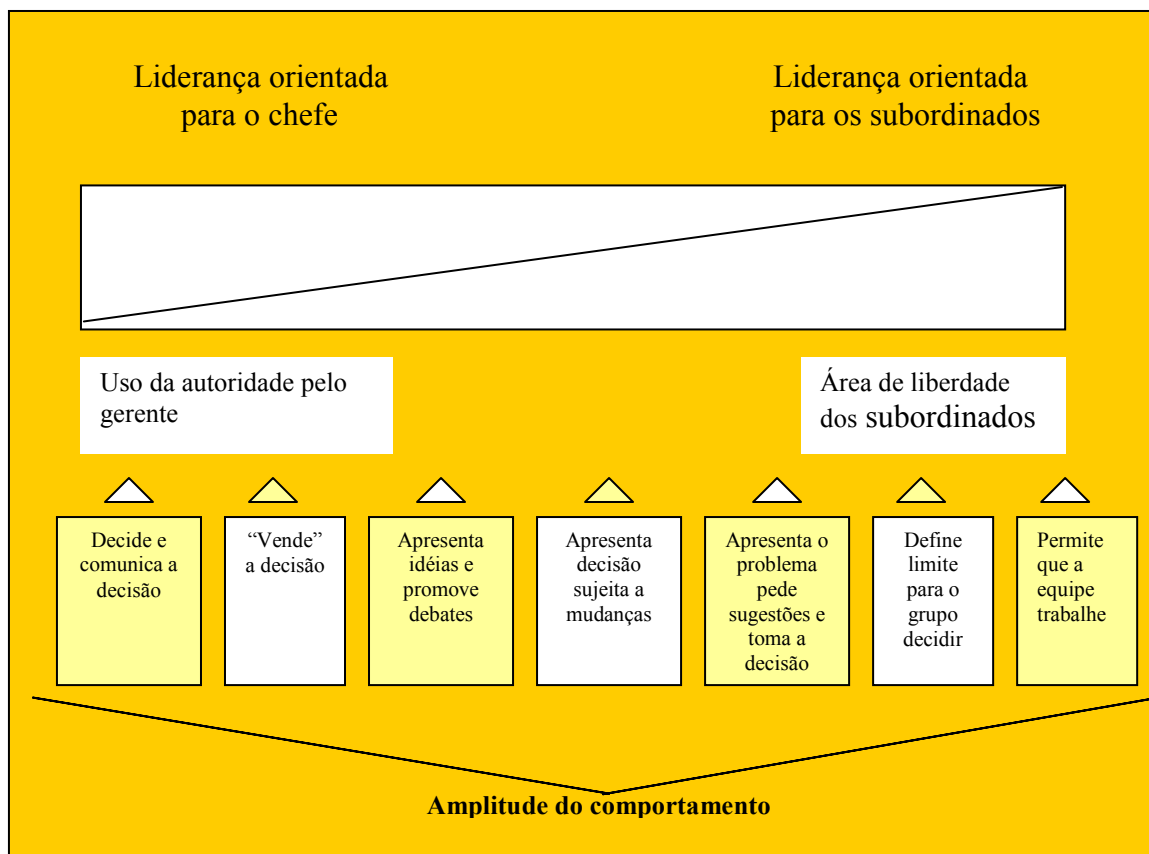 Liderança orientada
para o chefe
Liderança orientada
para os subordinados
Uso da autoridade pelo
gerente
Área de liberdade
dos subordinados
Decide e
comunica a
decisão
“Vende”
a decisão
Apresenta
idéias e
promove
debates
Apresenta
decisão
sujeita a
mudanças
Apresenta o
problema
pede
sugestões e
toma a
decisão
Define
limite
para o
grupo
decidir
Permite
que a
equipe
trabalhe
Amplitude do comportamento